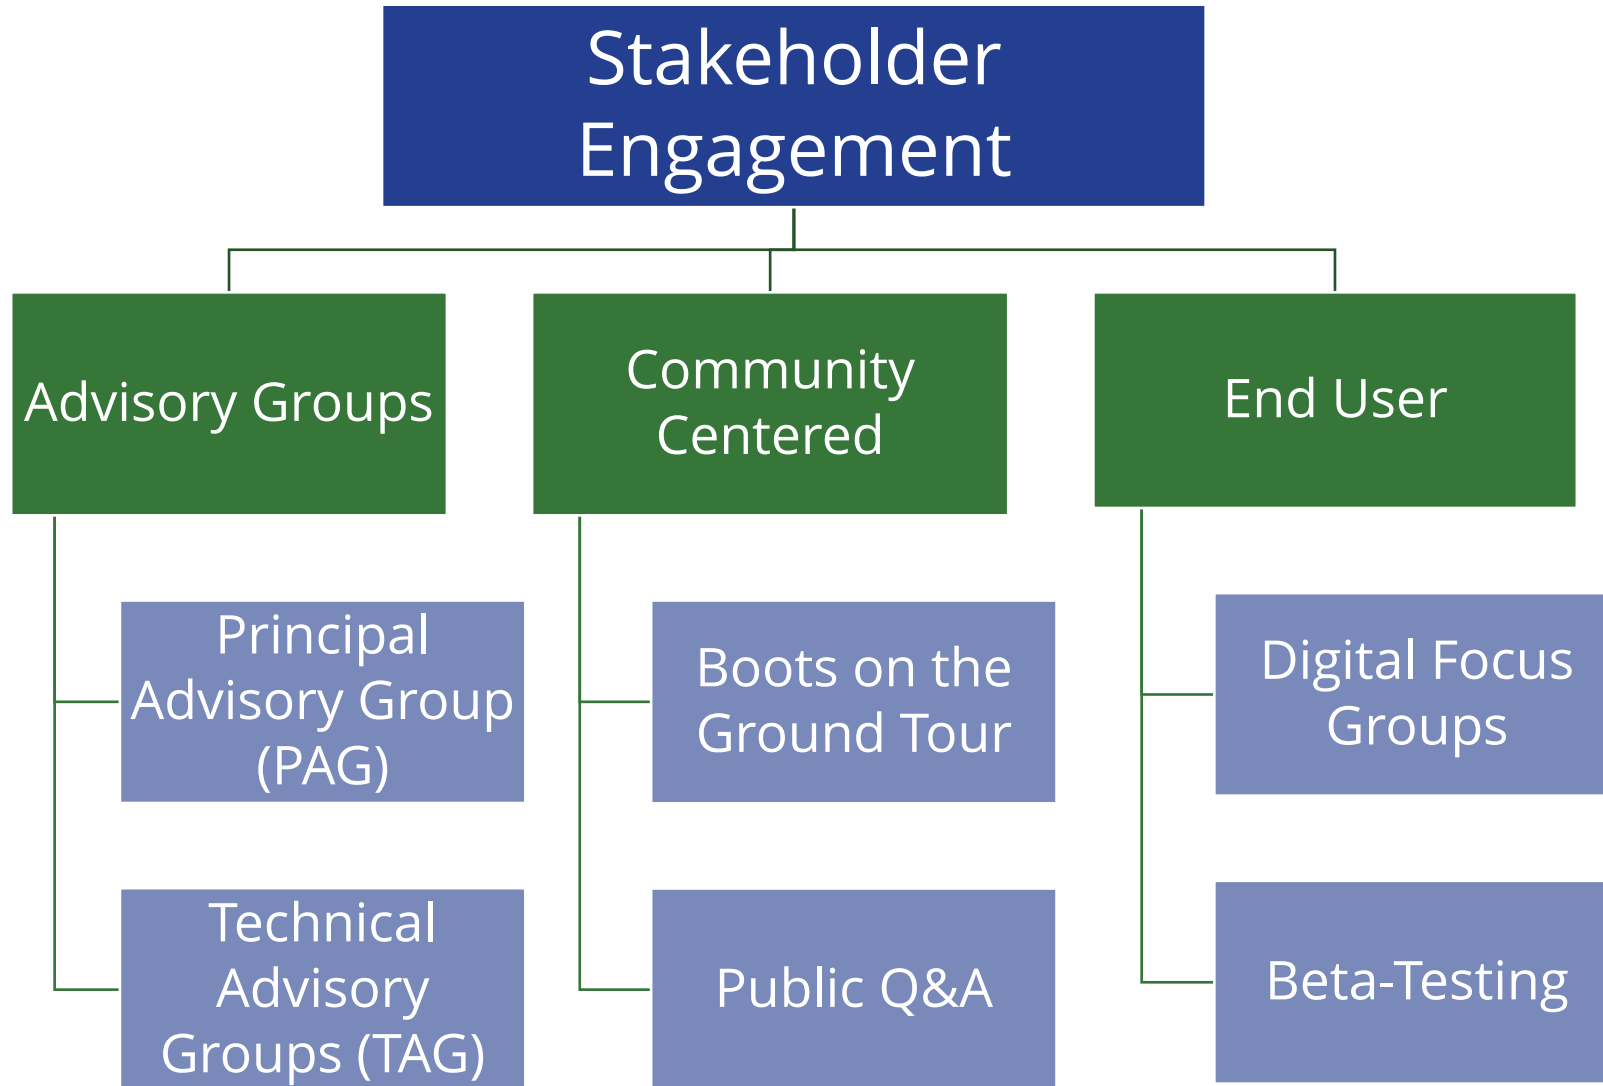 Stakeholder
Engagement
Advisory Groups
Community
Centered
End User
Principal
Advisory Group
(PAG)
Boots on the
Ground Tour
Digital Focus
Groups
Technical
Advisory
Groups (TAG)
Public Q&A
Beta-Testing